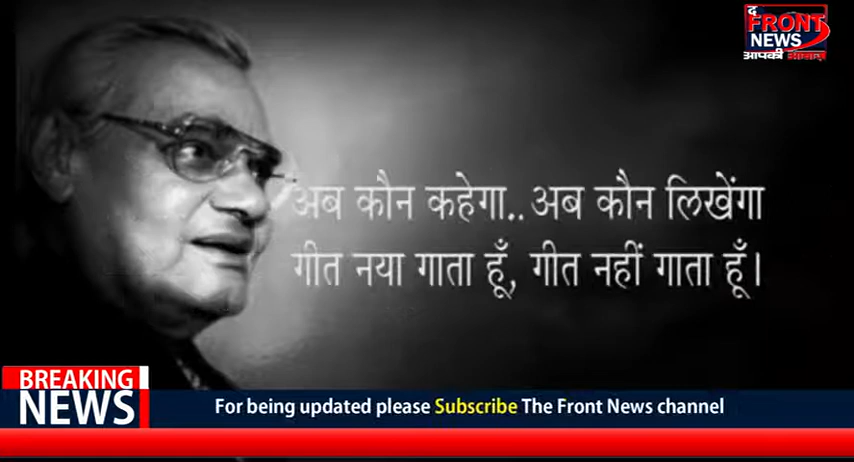 द
FRONT
NEWS
आपकी आवाज़
अब कौन कहेगा.. अब कौन लिखेंगा
गीत नया गाता हूँ, गीत नहीं गाता हूँ।
BREAKING
NEWS
For being updated please Subscribe The Front News channel